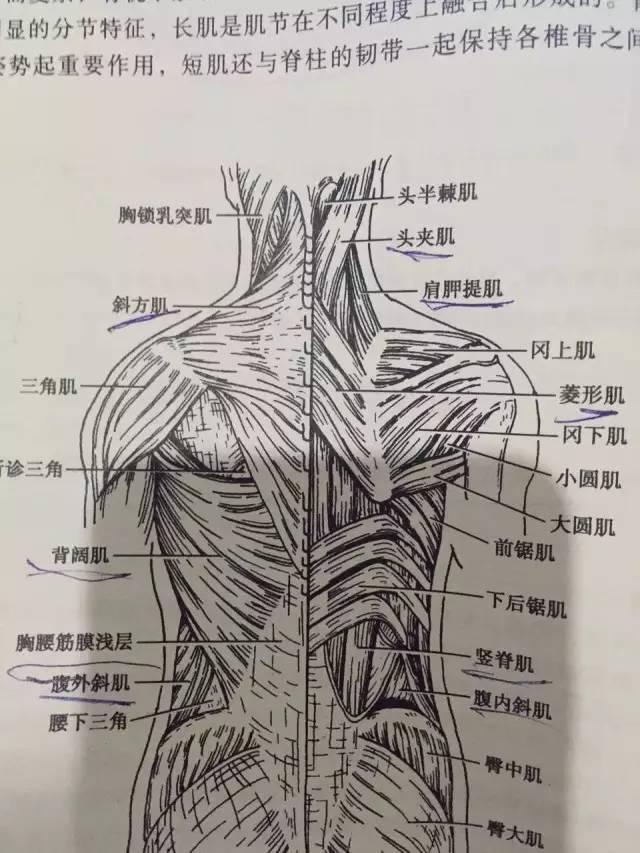 显的分节特征，长肌是肌节在不同程度上融合后形成的。
姿势起重要作用，短肌还与脊柱的韧带一起保持各椎骨之间
头半棘肌
胸锁乳突肌
头夹肌
肩胛提肌
斜方肌
冈上肌
三角肌
菱形肌
冈下肌
听诊三角
小圆肌
大圆肌
背阔肌
前锯肌
下后锯肌
胸腰筋膜浅层
竖脊肌
腹外斜肌
腹内斜肌
腰下三角
臀中肌
臀大肌